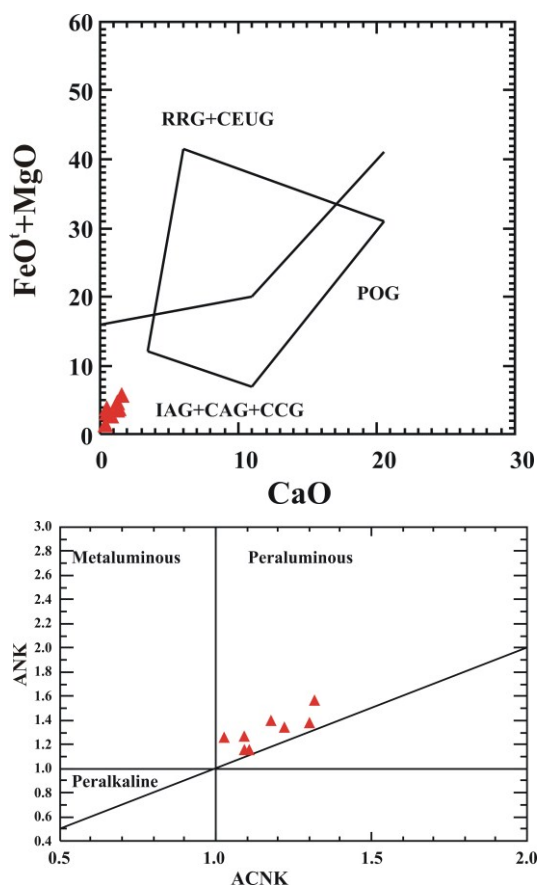 60
50
RRG+CEUG
40
FeOᵗ+MgO
30
POG
20
10
IAG+CAG+CCG
0
0 10 20 30
CaO
3.0
2.8 Metaluminous Peraluminous
2.6
2.4
2.2
ANK
2.0
1.8
1.6
1.4
1.2
1.0
0.8 Peralkaline
0.6
0.4
0.5 1.0 1.5 2.0
ACNK